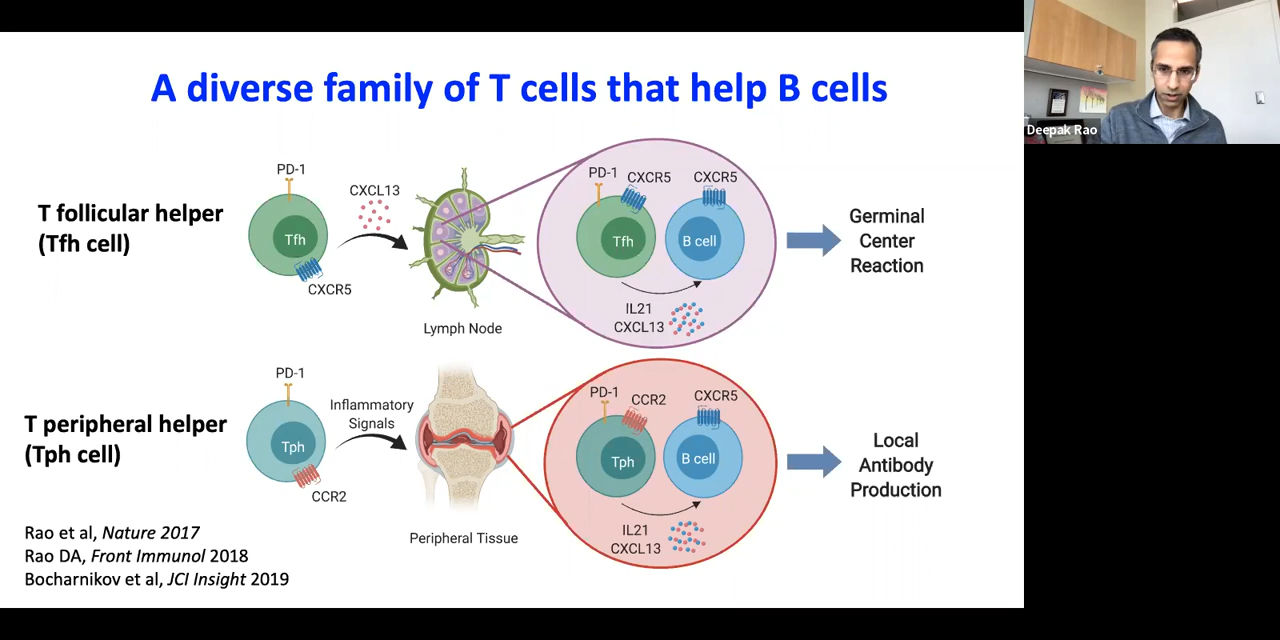 A diverse family of T cells that help B cells
T follicular helper
(Tfh cell)
PD-1
Tfh
CXCR5
CXCL13
Lymph Node
PD-1
CXCR5
CXCR5
Tfh
B cell
IL21
CXCL13
Germinal
Center
Reaction
T peripheral helper
(Tph cell)
PD-1
Tph
CCR2
Inflammatory
Signals
Peripheral Tissue
PD-1
CCR2
CXCR5
Tph
B cell
IL21
CXCL13
Local
Antibody
Production
Rao et al, Nature 2017
Rao DA, Front Immunol 2018
Bocharnikov et al, JCI Insight 2019
Deepak Rao